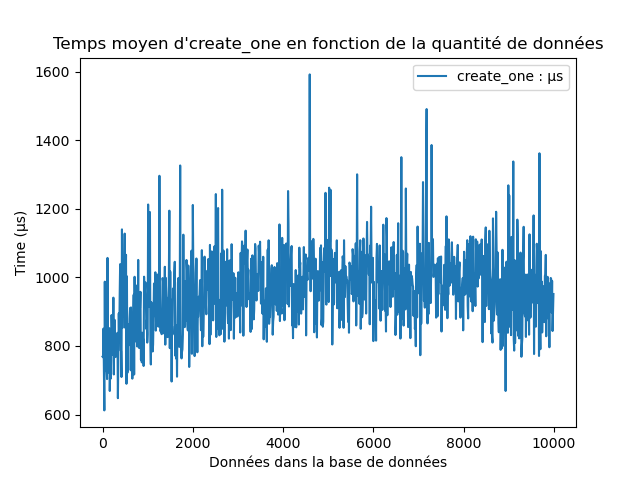 Temps moyen d'create_one en fonction de la quantité de données
create_one : µs
1600
1400
1200
1000
800
600
Time (µs)
0 2000 4000 6000 8000 10000
Données dans la base de données